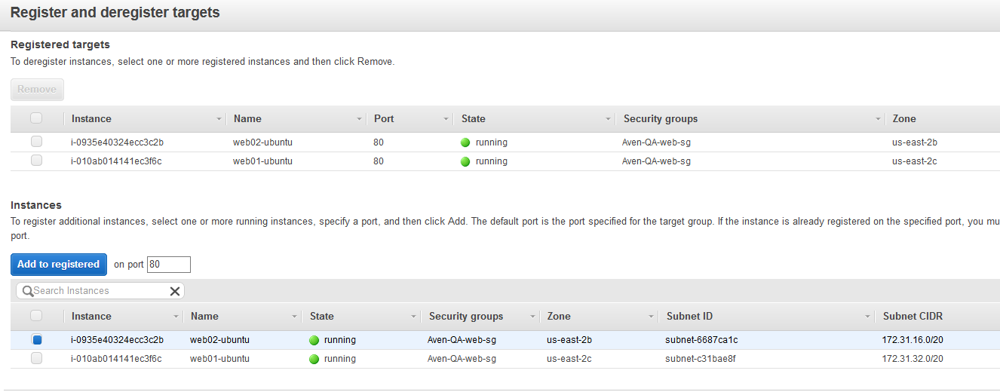 Register and deregister targets
Registered targets
To deregister instances, select one or more registered instances and then click Remove.
Remove
Instance Name Port State Security groups Zone
i-0935e40324ecc3c2b web02-ubuntu 80 running Aven-QA-web-sg us-east-2b
i-010ab014141ec3f6c web01-ubuntu 80 running Aven-QA-web-sg us-east-2c
Instances
To register additional instances, select one or more running instances, specify a port, and then click Add. The default port is the port specified for the target group. If the instance is already registered on the specified port, you mu
port.
Add to registered on port 80
Search Instances
Instance Name State Security groups Zone Subnet ID Subnet CIDR
i-0935e40324ecc3c2b web02-ubuntu running Aven-QA-web-sg us-east-2b subnet-6687ca1c 172.31.16.0/20
i-010ab014141ec3f6c web01-ubuntu running Aven-QA-web-sg us-east-2c subnet-c31bae8f 172.31.32.0/20